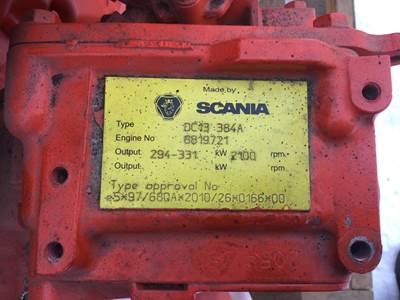 Made by
SCANIA
Type DC13 384A
Engine No 6819721
Output 294-331 kW 2100 rpm
Output kW rpm
Type approval No
e5*97/68QA*2010/26*0166*00